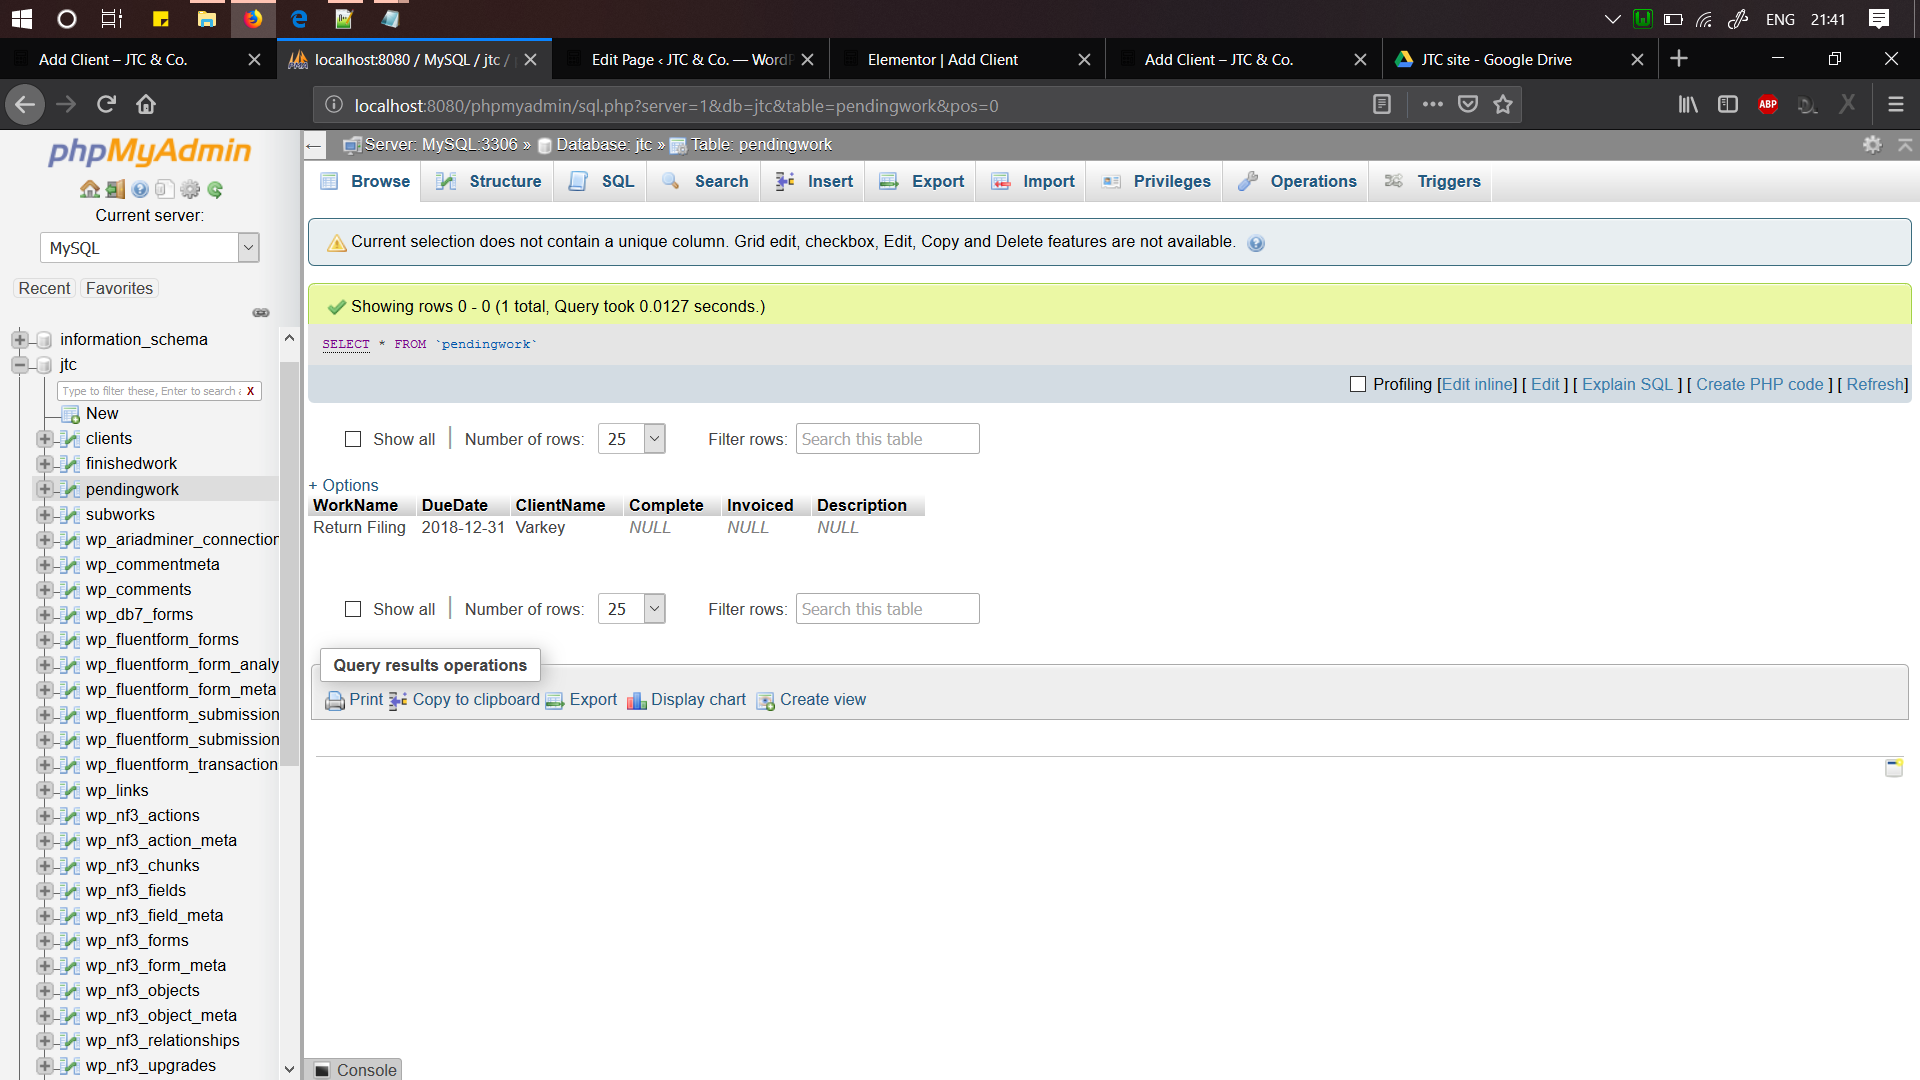 ENG 21:41
Add Client – JTC & Co.
localhost:8080 / MySQL / jtc /
Edit Page ‹ JTC & Co. — WordP
Elementor | Add Client
Add Client – JTC & Co.
JTC site - Google Drive
localhost:8080/phpmyadmin/sql.php?server=1&db=jtc&table=pendingwork&pos=0
ABP
phpMyAdmin
Current server:
MySQL
Recent Favorites
information_schema
jtc
Type to filter these, Enter to search a X
New
clients
finishedwork
pendingwork
subworks
wp_ariadminer_connection
wp_commentmeta
wp_comments
wp_db7_forms
wp_fluentform_forms
wp_fluentform_form_analy
wp_fluentform_form_meta
wp_fluentform_submission
wp_fluentform_submission
wp_fluentform_transaction
wp_links
wp_nf3_actions
wp_nf3_action_meta
wp_nf3_chunks
wp_nf3_fields
wp_nf3_field_meta
wp_nf3_forms
wp_nf3_form_meta
wp_nf3_objects
wp_nf3_object_meta
wp_nf3_relationships
wp_nf3_upgrades
Server: MySQL:3306 » Database: jtc » Table: pendingwork
Browse Structure SQL Search Insert Export Import Privileges Operations Triggers
Current selection does not contain a unique column. Grid edit, checkbox, Edit, Copy and Delete features are not available.
Showing rows 0 - 0 (1 total, Query took 0.0127 seconds.)
SELECT * FROM `pendingwork`
Profiling [Edit inline] [ Edit ] [ Explain SQL ] [ Create PHP code ] [ Refresh]
Show all Number of rows: 25 Filter rows: Search this table
+ Options
WorkName DueDate ClientName Complete Invoiced Description
Return Filing 2018-12-31 Varkey NULL NULL NULL
Show all Number of rows: 25 Filter rows: Search this table
Query results operations
Print Copy to clipboard Export Display chart Create view
Console